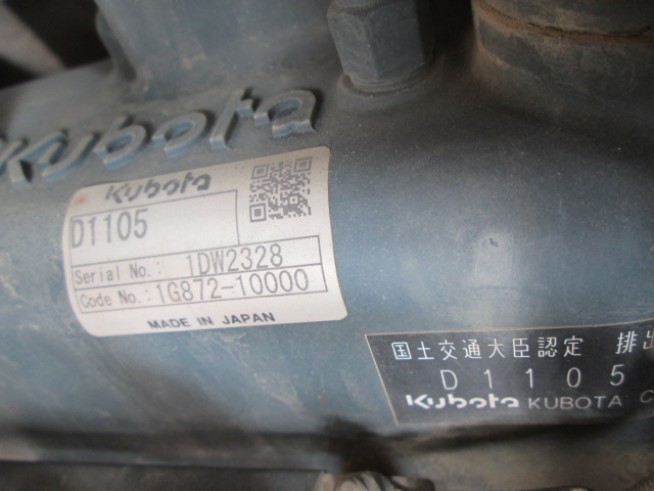 Kubota
Kubota
D1105
Serial No.: 1DW2328
Code No.: 1G872-10000
MADE IN JAPAN
国土交通大臣認定 排出
D1105
Kubota KUBOTA C